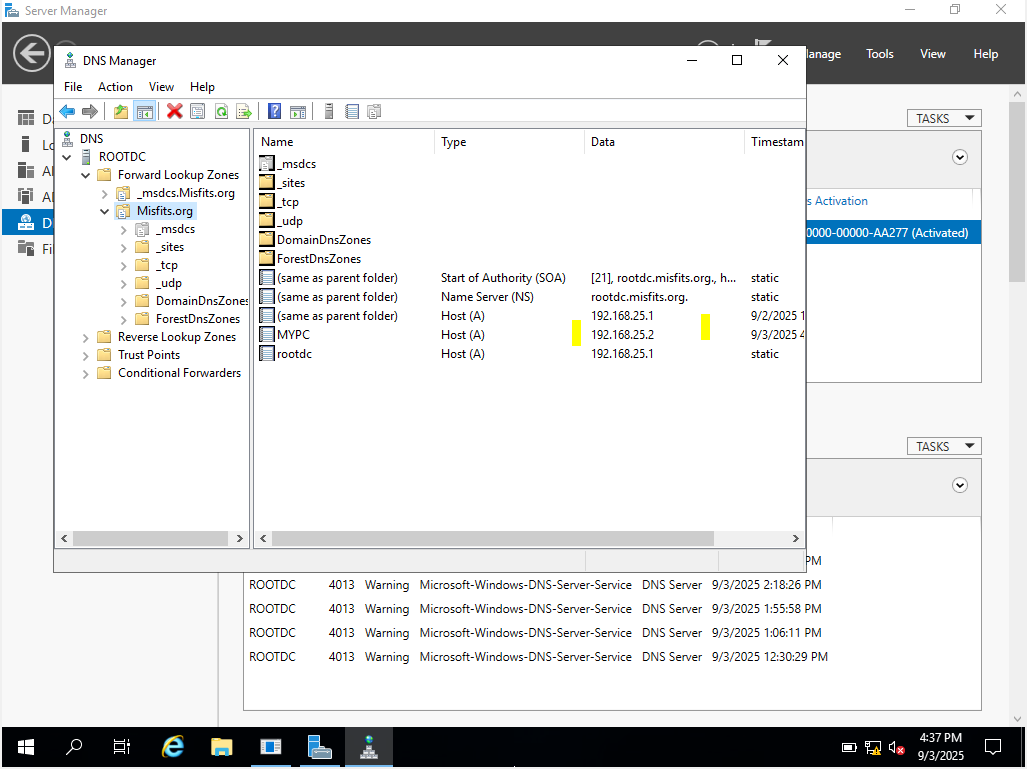 Server Manager
DNS Manager
Manage Tools View Help
File Action View Help
DNS
ROOTDC
Forward Lookup Zones
_msdcs.Misfits.org
Misfits.org
_msdcs
_sites
_tcp
_udp
DomainDnsZones
ForestDnsZones
Reverse Lookup Zones
Trust Points
Conditional Forwarders
Name Type Data Timestam
_msdcs
_sites
_tcp
_udp
DomainDnsZones
ForestDnsZones
(same as parent folder) Start of Authority (SOA) [21], rootdc.misfits.org., h... static
(same as parent folder) Name Server (NS) rootdc.misfits.org. static
(same as parent folder) Host (A) 192.168.25.1 9/2/2025 1
MYPC Host (A) 192.168.25.2 9/3/2025 4
rootdc Host (A) 192.168.25.1 static
D
Lo
Al
Al
D
Fi
TASKS
s Activation
0000-00000-AA277 (Activated)
TASKS
PM
ROOTDC 4013 Warning Microsoft-Windows-DNS-Server-Service DNS Server 9/3/2025 2:18:26 PM
ROOTDC 4013 Warning Microsoft-Windows-DNS-Server-Service DNS Server 9/3/2025 1:55:58 PM
ROOTDC 4013 Warning Microsoft-Windows-DNS-Server-Service DNS Server 9/3/2025 1:06:11 PM
ROOTDC 4013 Warning Microsoft-Windows-DNS-Server-Service DNS Server 9/3/2025 12:30:29 PM
4:37 PM
9/3/2025